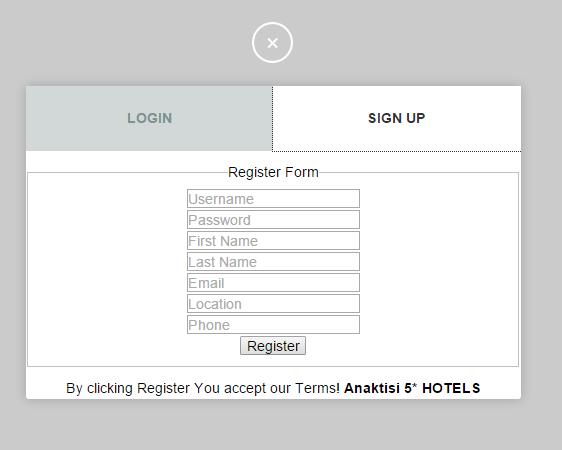 ×
LOGIN
SIGN UP
Register Form
Username
Password
First Name
Last Name
Email
Location
Phone
Register
By clicking Register You accept our Terms! Anaktisi 5* HOTELS